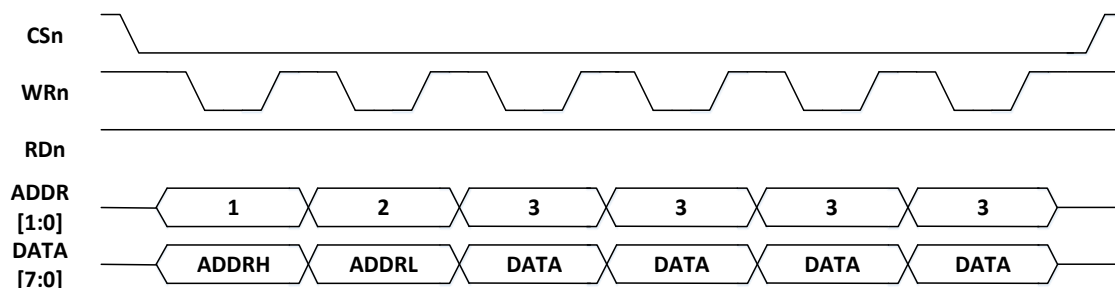 CSn
WRn
RDn
ADDR
[1:0]
1 2 3 3 3 3
DATA
[7:0]
ADDRH ADDRL DATA DATA DATA DATA